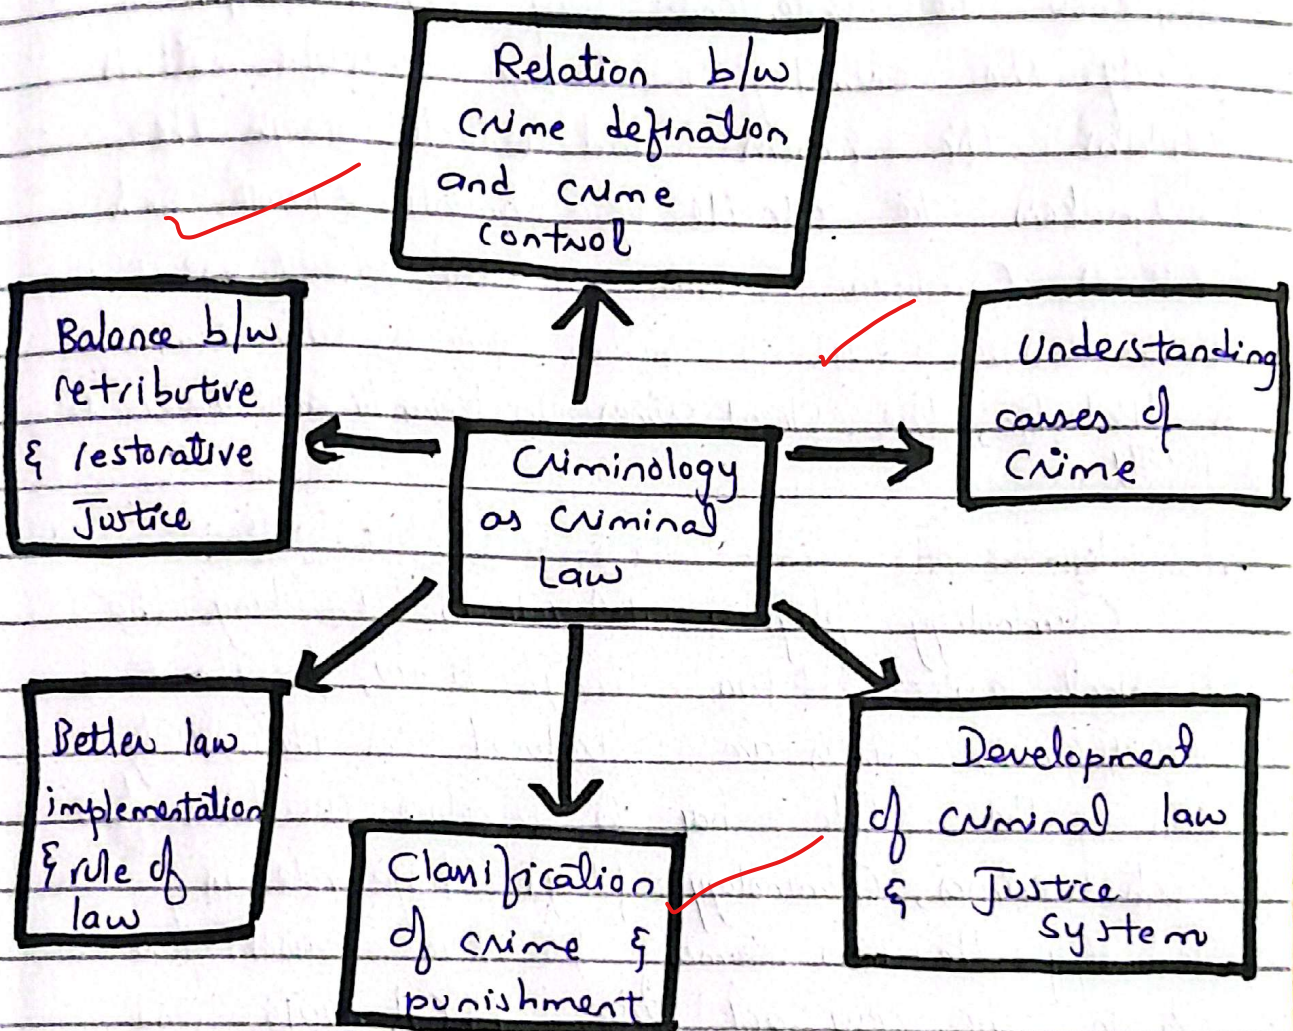 Relation b/w
crime defination
and crime
control
Balance b/w
retributive
& restorative
Justice
Understanding
causes of
Crime
Criminology
as criminal
Law
Better law
implementation
& rule of
law
Classification
of crime &
punishment
Development
of criminal law
& Justice
System